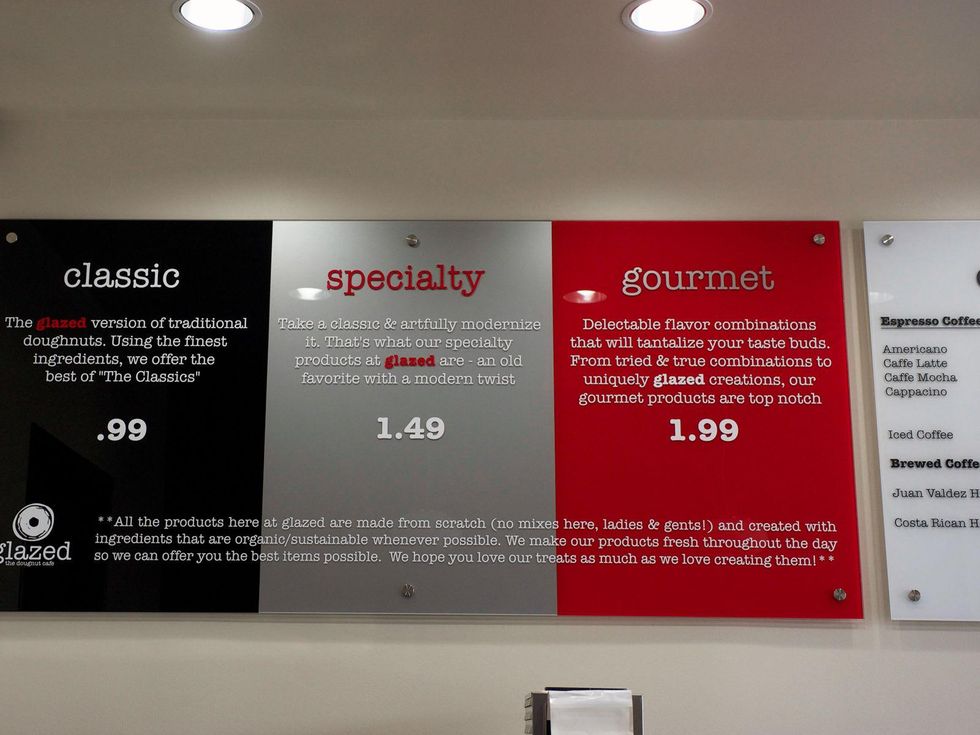 classic
The glazed version of traditional
doughnuts. Using the finest
ingredients, we offer the
best of "The Classics"
.99
specialty
Take a classic & artfully modernize
it. That's what our specialty
products at glazed are - an old
favorite with a modern twist
1.49
gourmet
Delectable flavor combinations
that will tantalize your taste buds.
From tried & true combinations to
uniquely glazed creations, our
gourmet products are top notch
1.99
glazed
the doughnut cafe
**All the products here at glazed are made from scratch (no mixes here, ladies & gents!) and created with
ingredients that are organic/sustainable whenever possible. We make our products fresh throughout the day
so we can offer you the best items possible. We hope you love our treats as much as we love creating them!**
Espresso Coffee
Americano
Caffe Latte
Caffe Mocha
Cappacino
Iced Coffee
Brewed Coffe
Juan Valdez H
Costa Rican H